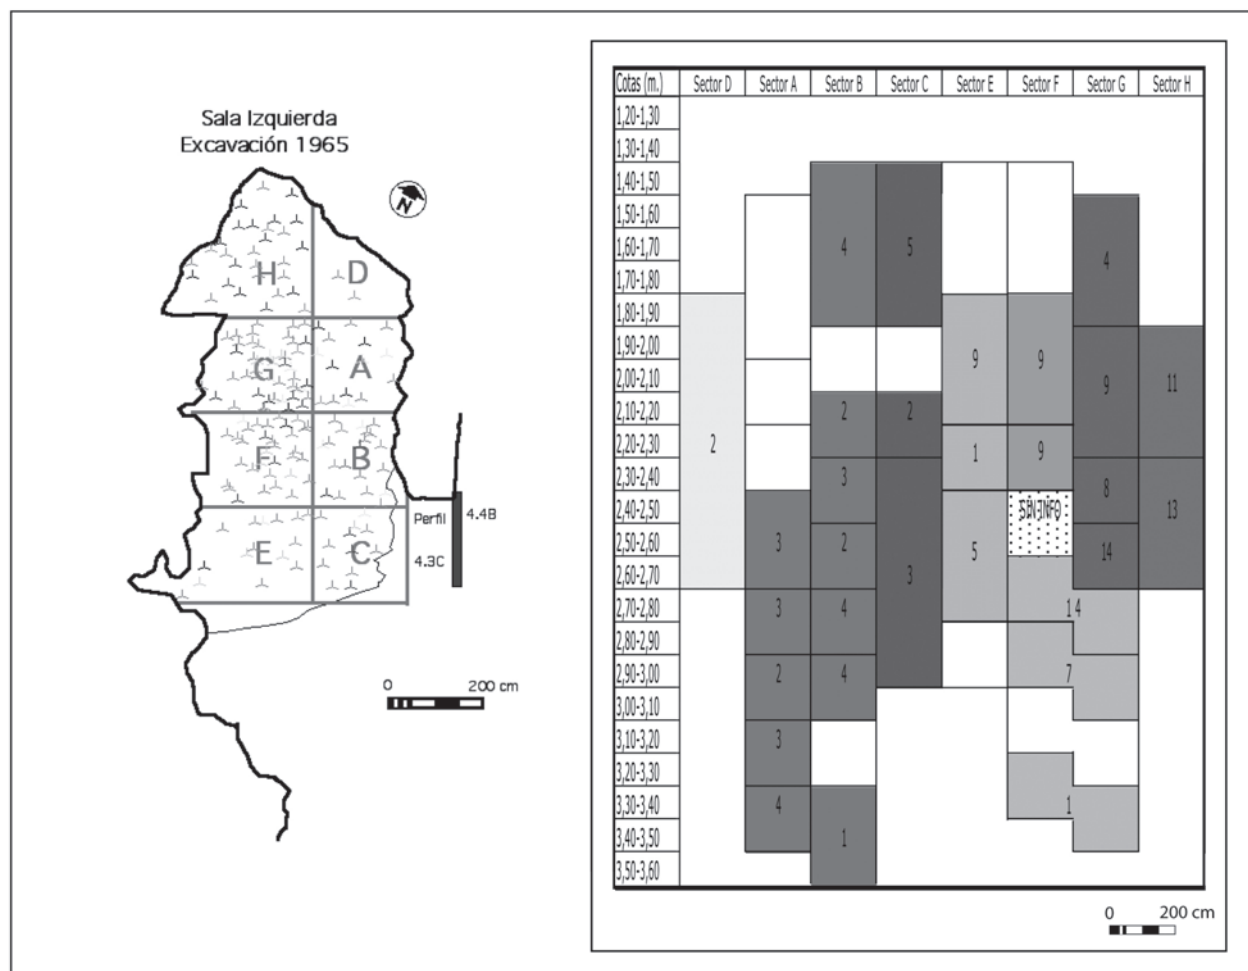 Sala Izquierda
Excavación 1965
N
H D
G A
F B
E C
Perfil
4.4B
4.3C
0 200 cm
Cotas (m.) Sector D Sector A Sector B Sector C Sector E Sector F Sector G Sector H
1,20-1,30
1,30-1,40
1,40-1,50
1,50-1,60
1,60-1,70 4 5 4
1,70-1,80
1,80-1,90
1,90-2,00 9 9
2,00-2,10 9 11
2,10-2,20 2 2
2,20-2,30 2 1 9
2,30-2,40 3 8
2,40-2,50 SIN INFO 13
2,50-2,60 3 2 5 14
2,60-2,70 3
2,70-2,80 3 4 1 4
2,80-2,90
2,90-3,00 2 4 7
3,00-3,10
3,10-3,20 3
3,20-3,30
3,30-3,40 4 1
3,40-3,50 1
3,50-3,60
0 200 cm